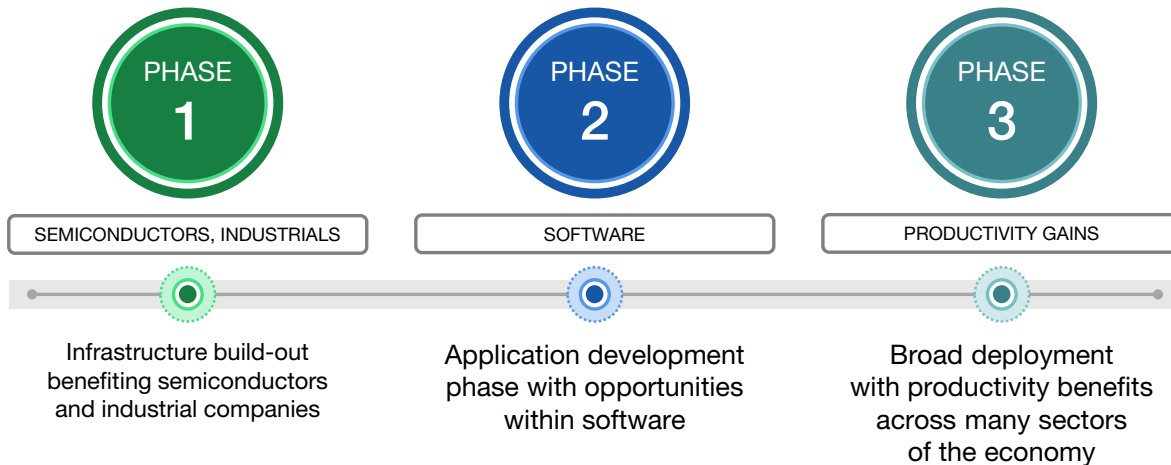 PHASE
1
PHASE
2
PHASE
3
SEMICONDUCTORS, INDUSTRIALS
SOFTWARE
PRODUCTIVITY GAINS
Infrastructure build-out
benefiting semiconductors
and industrial companies
Application development
phase with opportunities
within software
Broad deployment
with productivity benefits
across many sectors
of the economy